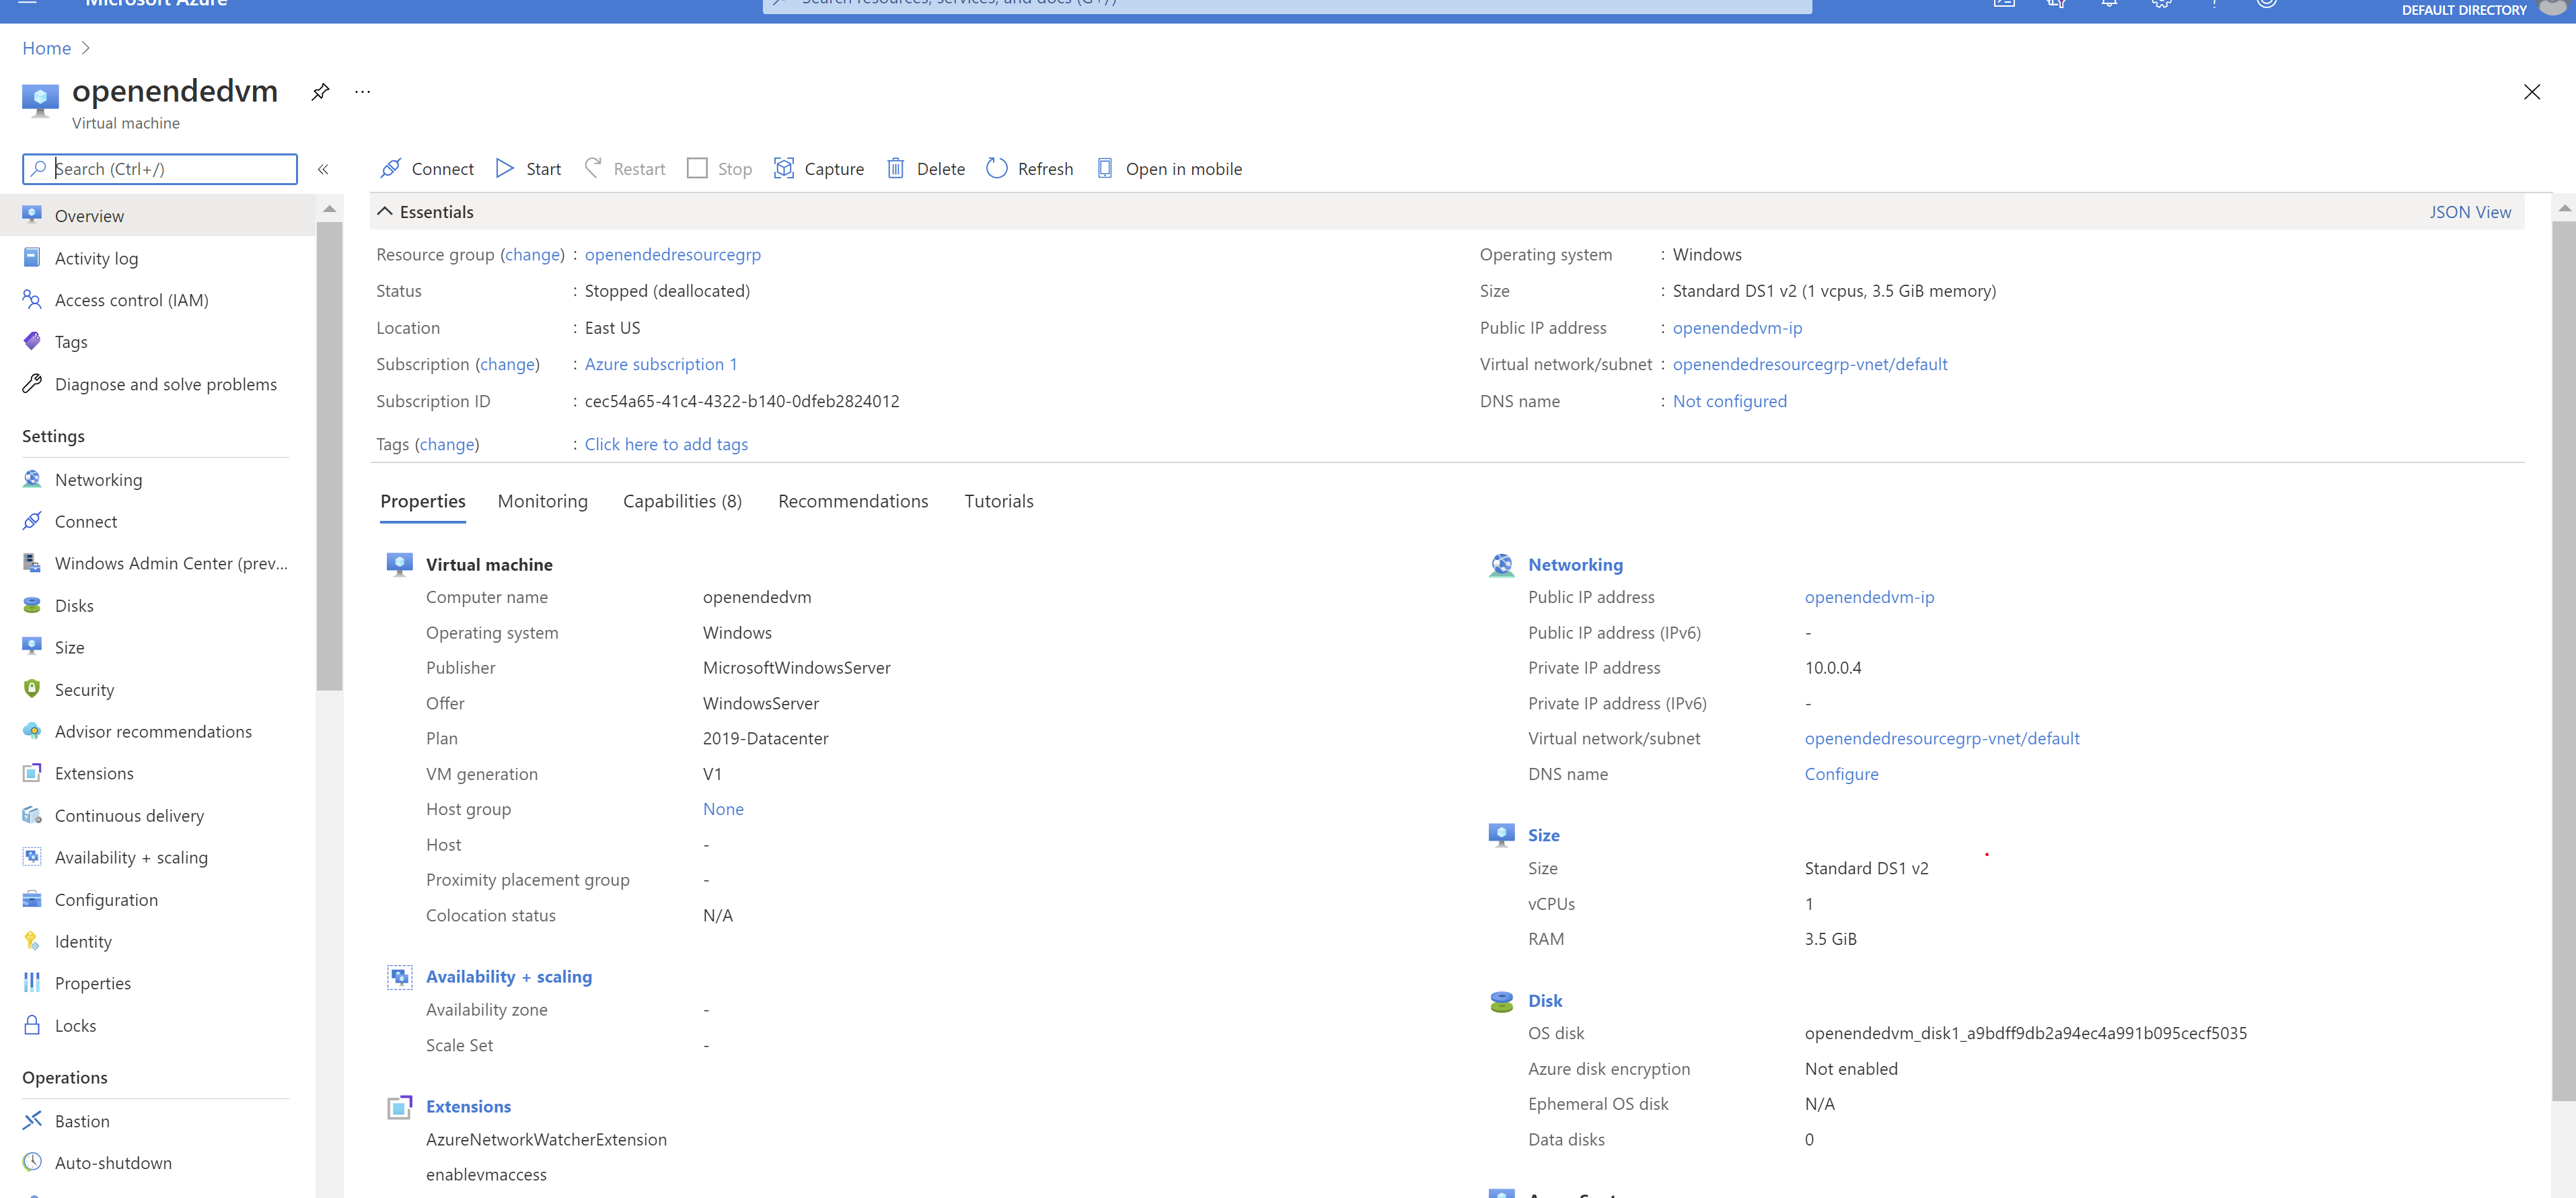 Microsoft Azure
Search resources, services, and docs (G+/)
DEFAULT DIRECTORY
Home
openendedvm
Virtual machine
Search (Ctrl+/)
Connect Start Restart Stop Capture Delete Refresh Open in mobile
Overview
Activity log
Access control (IAM)
Tags
Diagnose and solve problems
Settings
Networking
Connect
Windows Admin Center (prev...
Disks
Size
Security
Advisor recommendations
Extensions
Continuous delivery
Availability + scaling
Configuration
Identity
Properties
Locks
Operations
Bastion
Auto-shutdown
Essentials
JSON View
Resource group (change) : openendedresourcegrp
Status : Stopped (deallocated)
Location : East US
Subscription (change) : Azure subscription 1
Subscription ID : cec54a65-41c4-4322-b140-0dfeb2824012
Tags (change) : Click here to add tags
Operating system : Windows
Size : Standard DS1 v2 (1 vcpus, 3.5 GiB memory)
Public IP address : openendedvm-ip
Virtual network/subnet : openendedresourcegrp-vnet/default
DNS name : Not configured
Properties Monitoring Capabilities (8) Recommendations Tutorials
Virtual machine
Computer name openendedvm
Operating system Windows
Publisher MicrosoftWindowsServer
Offer WindowsServer
Plan 2019-Datacenter
VM generation V1
Host group None
Host -
Proximity placement group -
Colocation status N/A
Availability + scaling
Availability zone -
Scale Set -
Extensions
AzureNetworkWatcherExtension
enablevmaccess
Networking
Public IP address openendedvm-ip
Public IP address (IPv6) -
Private IP address 10.0.0.4
Private IP address (IPv6) -
Virtual network/subnet openendedresourcegrp-vnet/default
DNS name Configure
Size
Size Standard DS1 v2
vCPUs 1
RAM 3.5 GiB
Disk
OS disk openendedvm_disk1_a9bdff9db2a94ec4a991b095cecf5035
Azure disk encryption Not enabled
Ephemeral OS disk N/A
Data disks 0